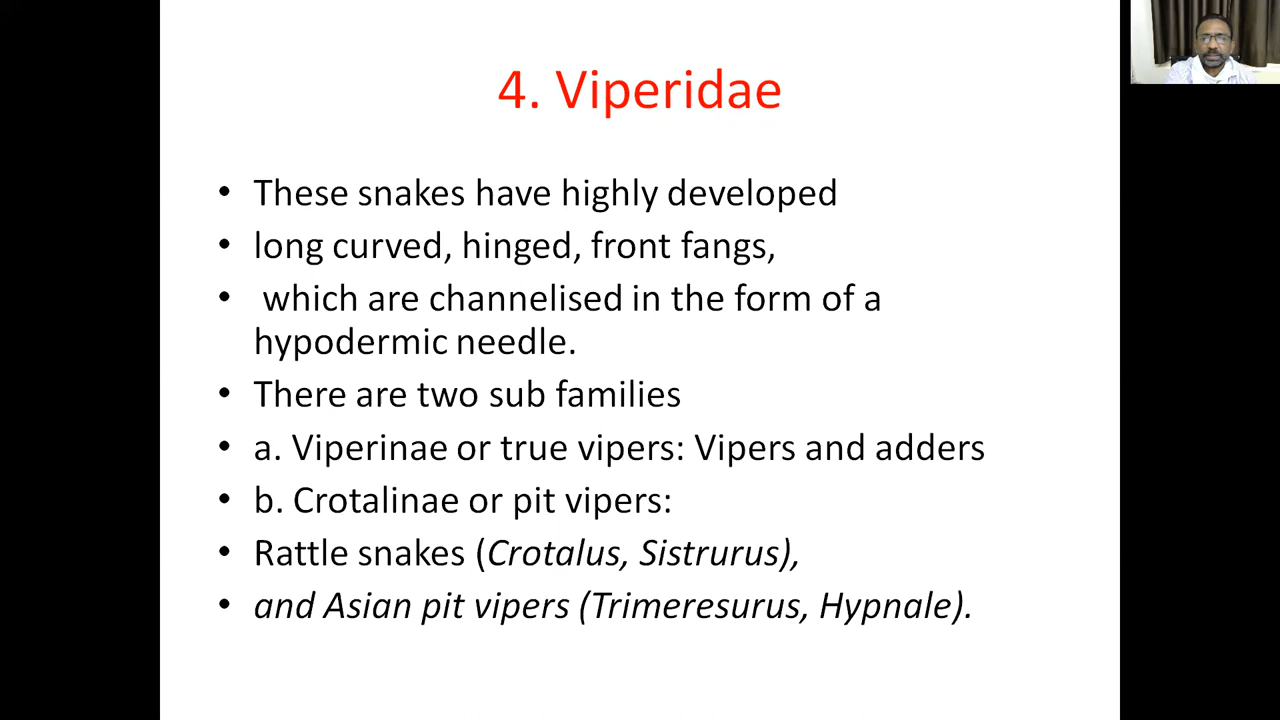 4. Viperidae
• These snakes have highly developed
• long curved, hinged, front fangs,
• which are channelised in the form of a
hypodermic needle.
• There are two sub families
• a. Viperinae or true vipers: Vipers and adders
• b. Crotalinae or pit vipers:
• Rattle snakes (Crotalus, Sistrurus),
• and Asian pit vipers (Trimeresurus, Hypnale).